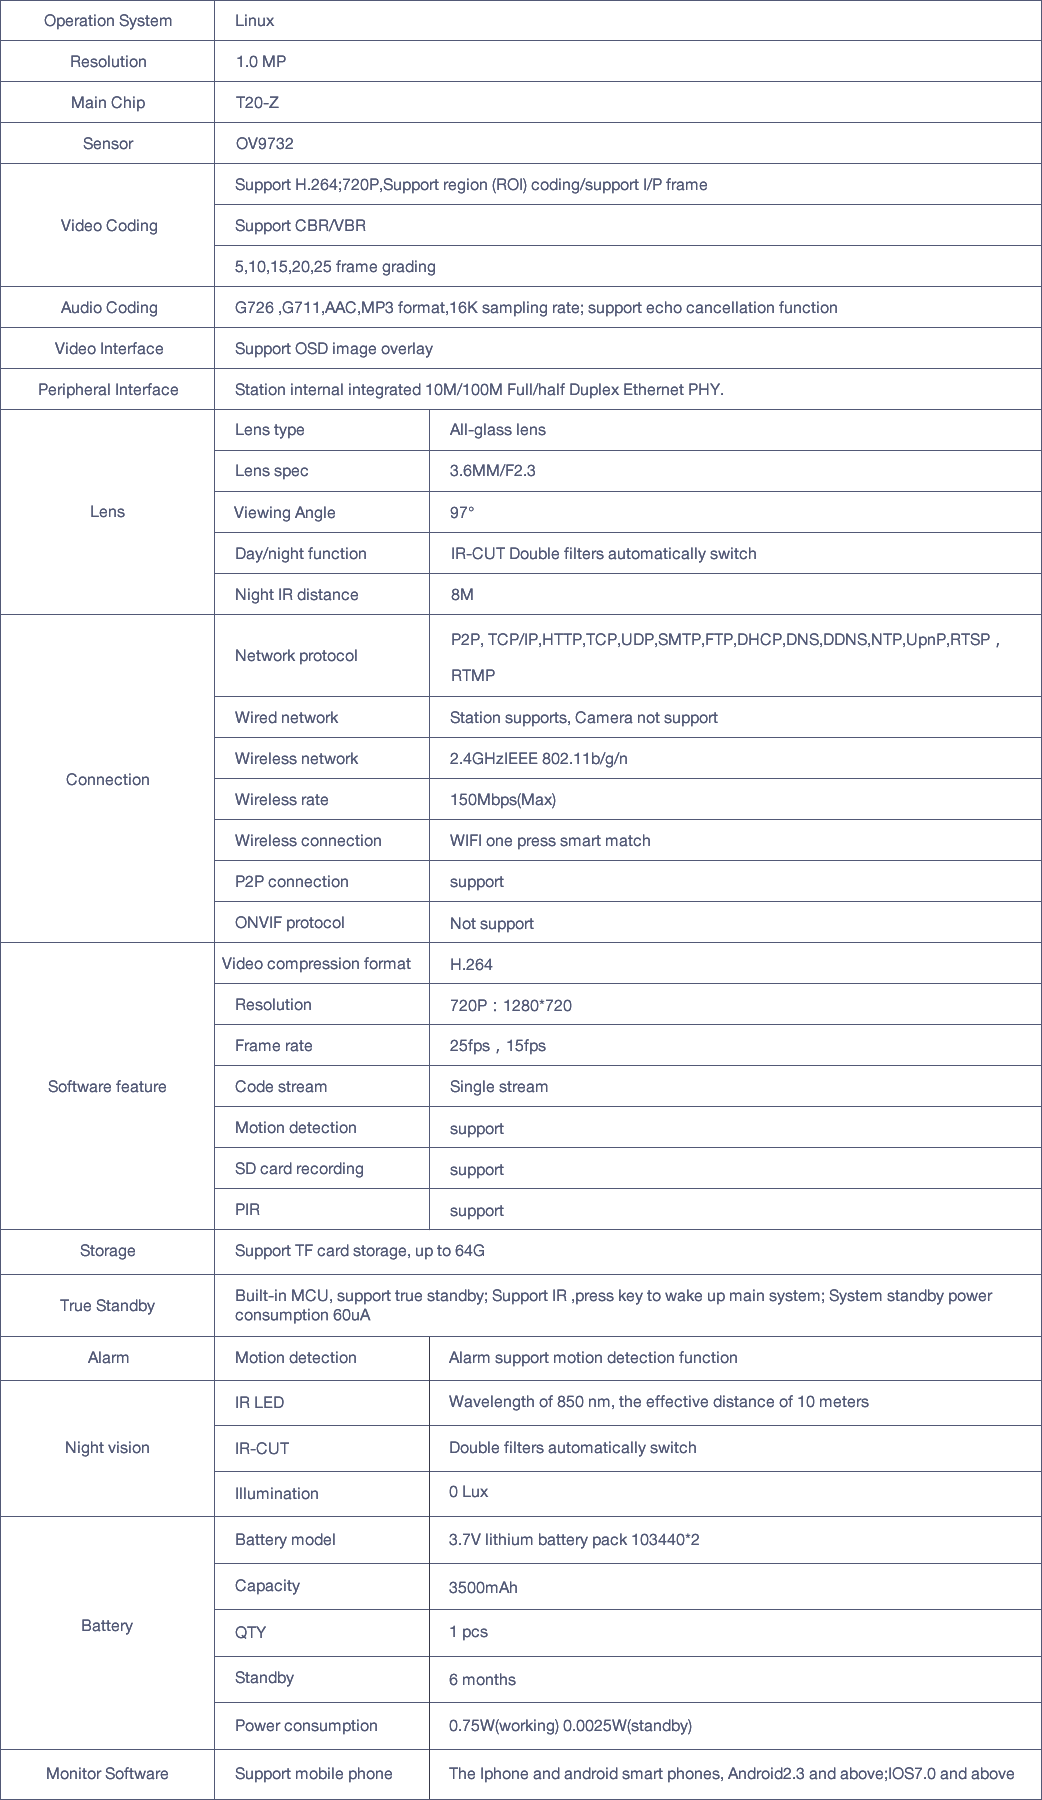 Operation System
Linux
Resolution
1.0 MP
Main Chip
T20-Z
Sensor
OV9732
Video Coding
Support H.264;720P,Support region (ROI) coding/support I/P frame
Support CBR/VBR
5,10,15,20,25 frame grading
Audio Coding
G726 ,G711,AAC,MP3 format,16K sampling rate; support echo cancellation function
Video Interface
Support OSD image overlay
Peripheral Interface
Station internal integrated 10M/100M Full/half Duplex Ethernet PHY.
Lens
Lens type
All-glass lens
Lens spec
3.6MM/F2.3
Viewing Angle
97°
Day/night function
IR-CUT Double filters automatically switch
Night IR distance
8M
Connection
Network protocol
P2P, TCP/IP,HTTP,TCP,UDP,SMTP,FTP,DHCP,DNS,DDNS,NTP,UpnP,RTSP，
RTMP
Wired network
Station supports, Camera not support
Wireless network
2.4GHzIEEE 802.11b/g/n
Wireless rate
150Mbps(Max)
Wireless connection
WIFI one press smart match
P2P connection
support
ONVIF protocol
Not support
Software feature
Video compression format
H.264
Resolution
720P：1280*720
Frame rate
25fps，15fps
Code stream
Single stream
Motion detection
support
SD card recording
support
PIR
support
Storage
Support TF card storage, up to 64G
True Standby
Built-in MCU, support true standby; Support IR ,press key to wake up main system; System standby power
consumption 60uA
Alarm
Motion detection
Alarm support motion detection function
Night vision
IR LED
Wavelength of 850 nm, the effective distance of 10 meters
IR-CUT
Double filters automatically switch
Illumination
0 Lux
Battery
Battery model
3.7V lithium battery pack 103440*2
Capacity
3500mAh
QTY
1 pcs
Standby
6 months
Power consumption
0.75W(working) 0.0025W(standby)
Monitor Software
Support mobile phone
The Iphone and android smart phones, Android2.3 and above;IOS7.0 and above